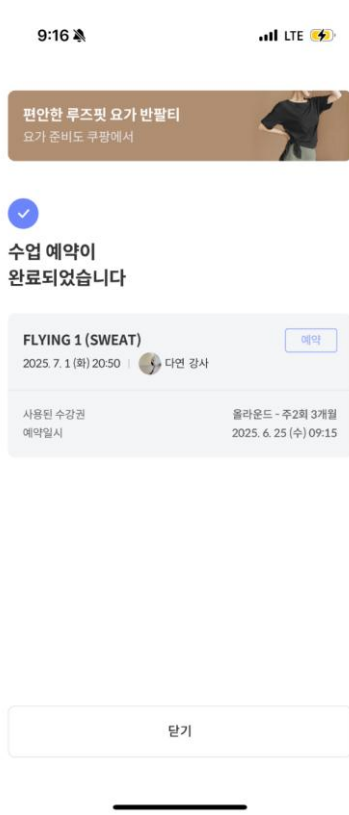 9:16
LTE
편안한 루즈핏 요가 반팔티
요가 준비도 쿠팡에서
수업 예약이
완료되었습니다
FLYING 1 (SWEAT)
예약
2025. 7. 1 (화) 20:50 | 다연 강사
사용된 수강권
올라운드 - 주2회 3개월
예약일시
2025. 6. 25 (수) 09:15
닫기